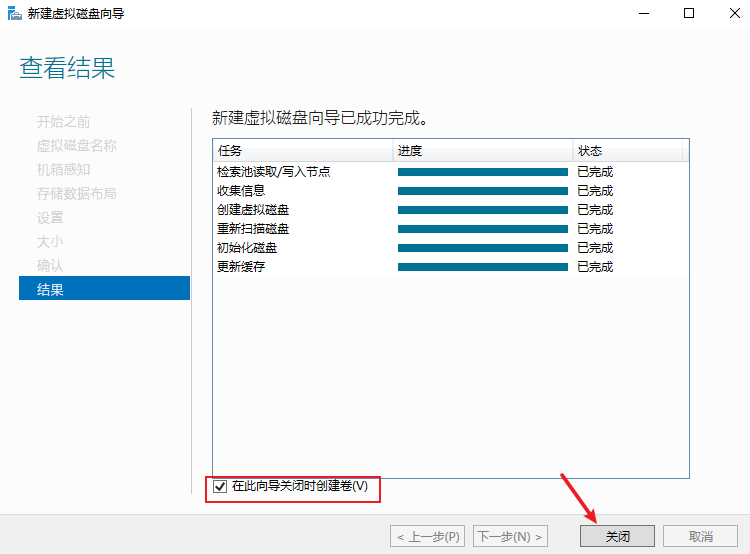 新建虚拟磁盘向导
查看结果
开始之前
虚拟磁盘名称
机箱感知
存储数据布局
设置
大小
确认
结果
新建虚拟磁盘向导已成功完成。
任务 进度 状态
检索池读取/写入节点 已完成
收集信息 已完成
创建虚拟磁盘 已完成
重新扫描磁盘 已完成
初始化磁盘 已完成
更新缓存 已完成
在此向导关闭时创建卷(V)
< 上一步(P) 下一步(N) > 关闭 取消